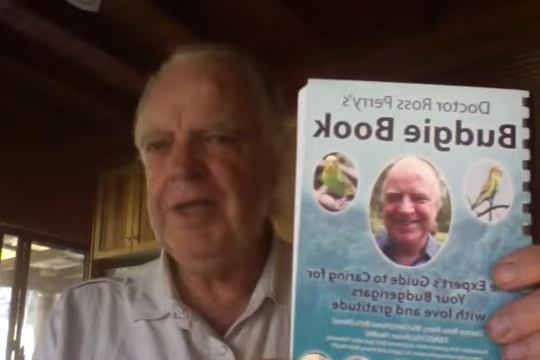 Doctor Ross Perry's
Budgie Book
Expert's Guide to Caring for
Your Budgerigars
with love and gratitude